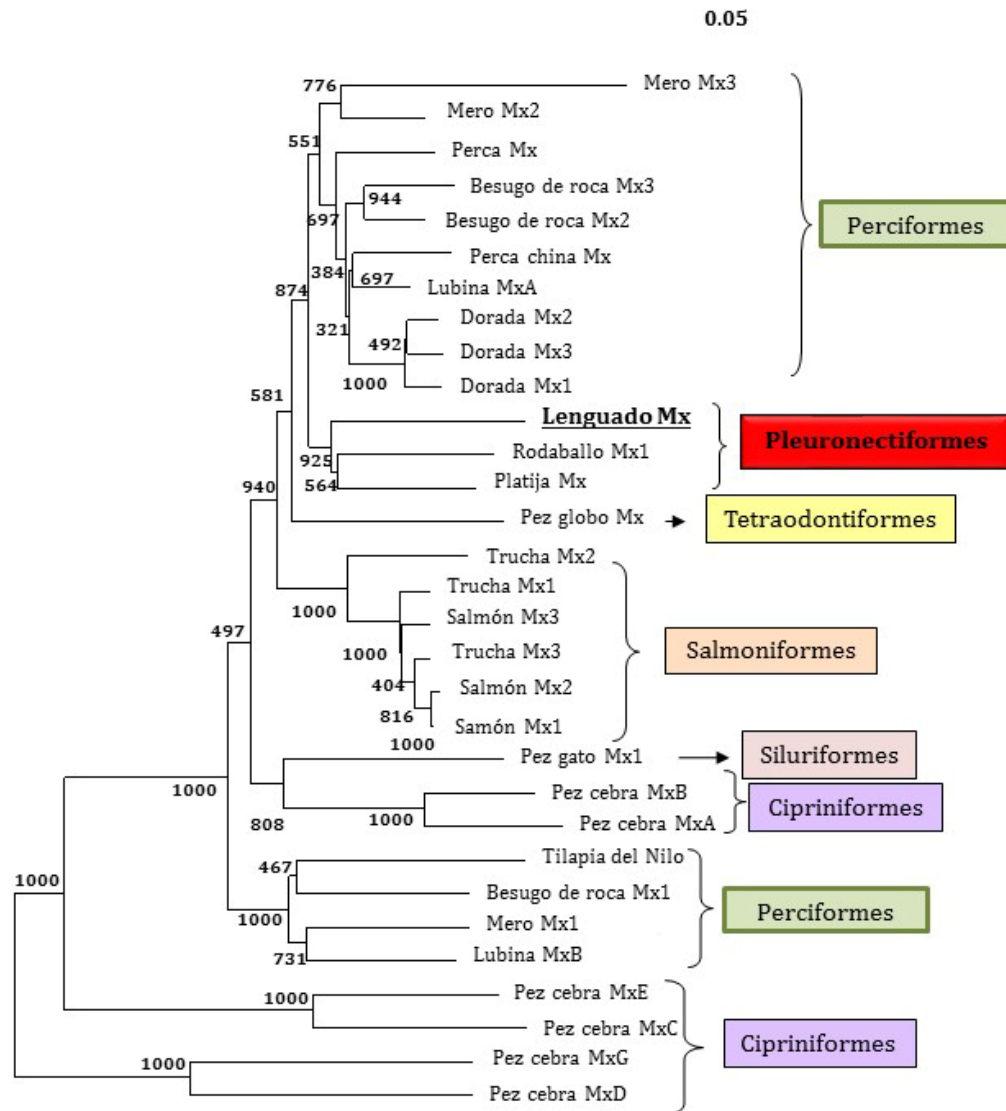 0.05
776
Mero Mx3
Mero Mx2
551
Perca Mx
Besugo de roca Mx3
944
697
Besugo de roca Mx2
Perciformes
Perca china Mx
384
697
874
Lubina MxA
Dorada Mx2
321
492
Dorada Mx3
1000
Dorada Mx1
581
Lenguado Mx
Pleuronectiformes
Rodaballo Mx1
925
564
Platija Mx
940
Pez globo Mx
Tetraodontiformes
Trucha Mx2
Trucha Mx1
1000
Salmón Mx3
497
1000
Trucha Mx3
Salmoniformes
404
Salmón Mx2
816
Samón Mx1
1000
Pez gato Mx1
Siluriformes
1000
Pez cebra MxB
Cipriniformes
808
1000
Pez cebra MxA
Tilapia del Nilo
467
1000
Besugo de roca Mx1
Perciformes
1000
Mero Mx1
731
Lubina MxB
Pez cebra MxE
1000
Pez cebra MxC
Cipriniformes
Pez cebra MxG
1000
Pez cebra MxD